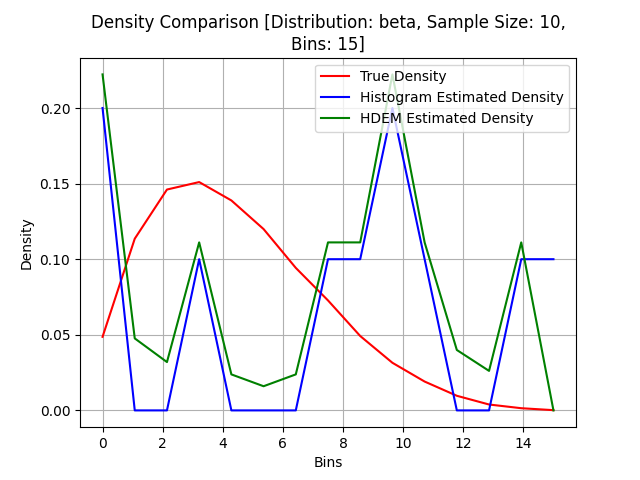 Density Comparison [Distribution: beta, Sample Size: 10,
Bins: 15]
True Density
Histogram Estimated Density
HDEM Estimated Density
Density
0.20
0.15
0.10
0.05
0.00
0 2 4 6 8 10 12 14
Bins